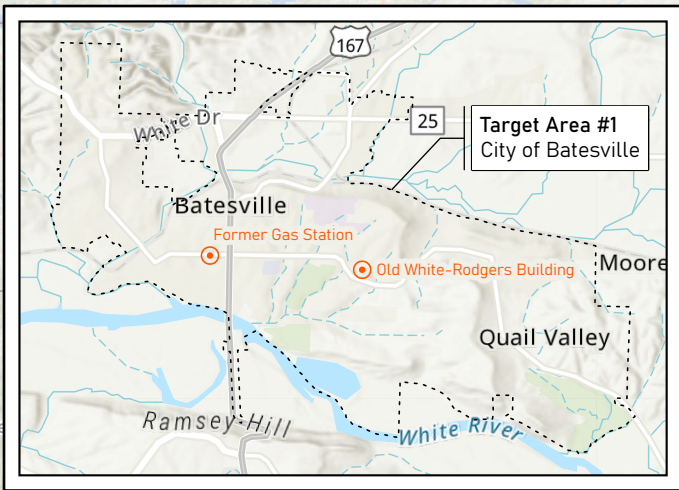 167
White Dr
25
Target Area #1
City of Batesville
Batesville
Former Gas Station
Old White-Rodgers Building
Moore
Quail Valley
Ramsey Hill
White River